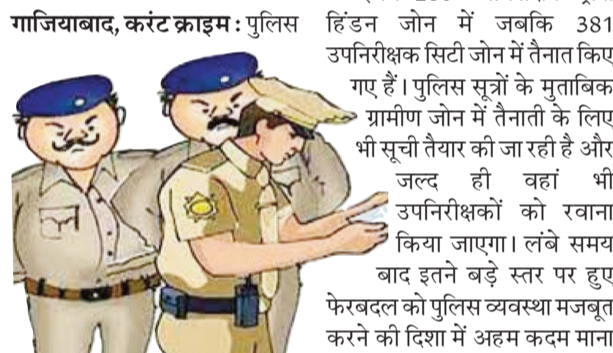 गाजियाबाद, करंट क्राइम : पुलिस
हिंडन जोन में जबकि 381
उपनिरीक्षक सिटी जोन में तैनात किए
गए हैं। पुलिस सूत्रों के मुताबिक
ग्रामीण जोन में तैनाती के लिए
भी सूची तैयार की जा रही है और
जल्द ही वहां भी
उपनिरीक्षकों को रवाना
किया जाएगा। लंबे समय
बाद इतने बड़े स्तर पर हुए
फेरबदल को पुलिस व्यवस्था मजबूत
करने की दिशा में अहम कदम माना